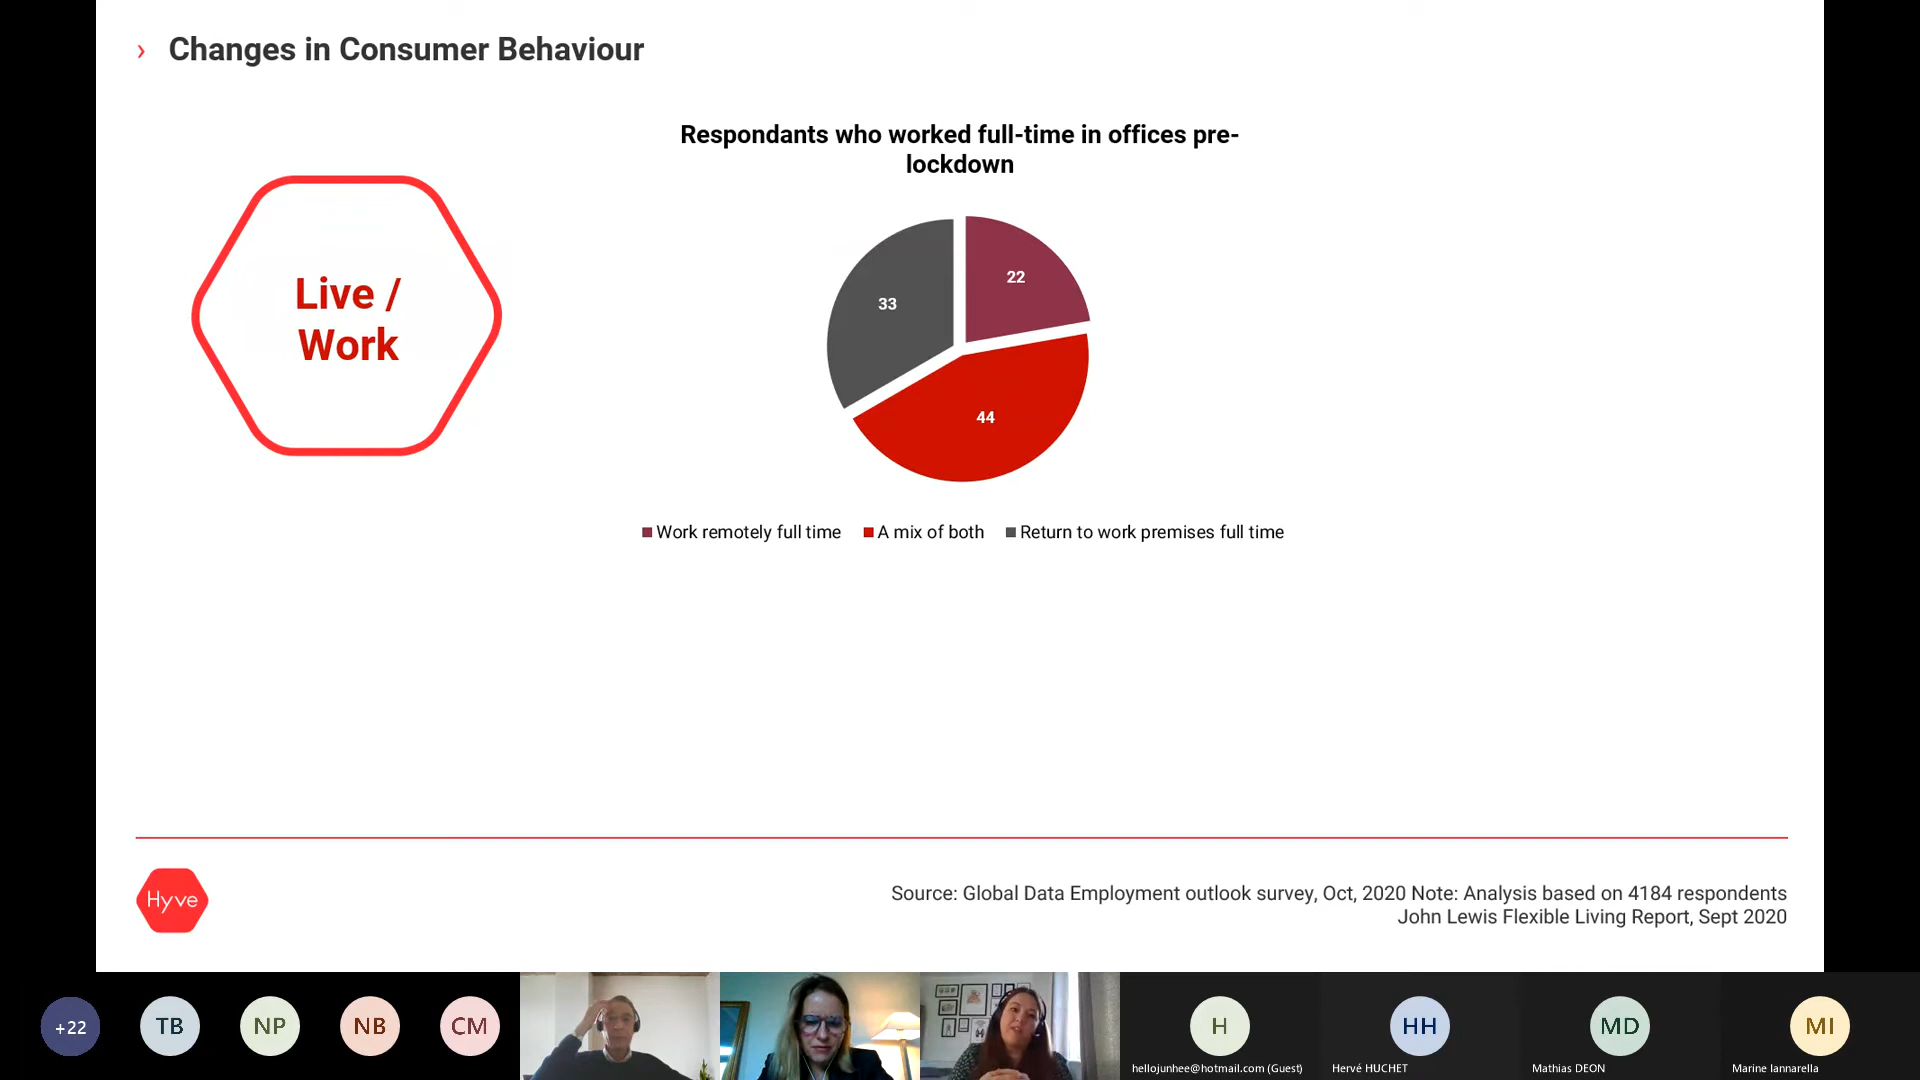 › Changes in Consumer Behaviour
Respondants who worked full-time in offices pre-
lockdown
Live /
Work
22
33
44
Work remotely full time
A mix of both
Return to work premises full time
Hyve
Source: Global Data Employment outlook survey, Oct, 2020 Note: Analysis based on 4184 respondents
John Lewis Flexible Living Report, Sept 2020
+22
TB
NP
NB
CM
H
HH
MD
MI
hellojunhee@hotmail.com (Guest)
Hervé HUCHET
Mathias DEON
Marine Iannarella